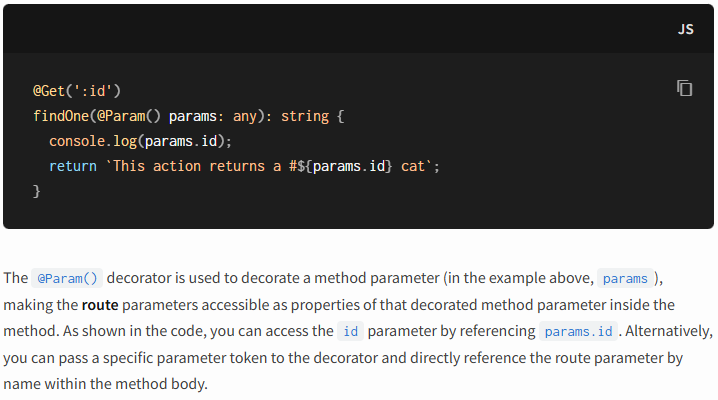 JS
@Get(':id')
findOne(@Param() params: any): string {
  console.log(params.id);
  return `This action returns a #${params.id} cat`;
}
The @Param() decorator is used to decorate a method parameter (in the example above, params ),
making the route parameters accessible as properties of that decorated method parameter inside the
method. As shown in the code, you can access the id parameter by referencing params.id. Alternatively,
you can pass a specific parameter token to the decorator and directly reference the route parameter by
name within the method body.